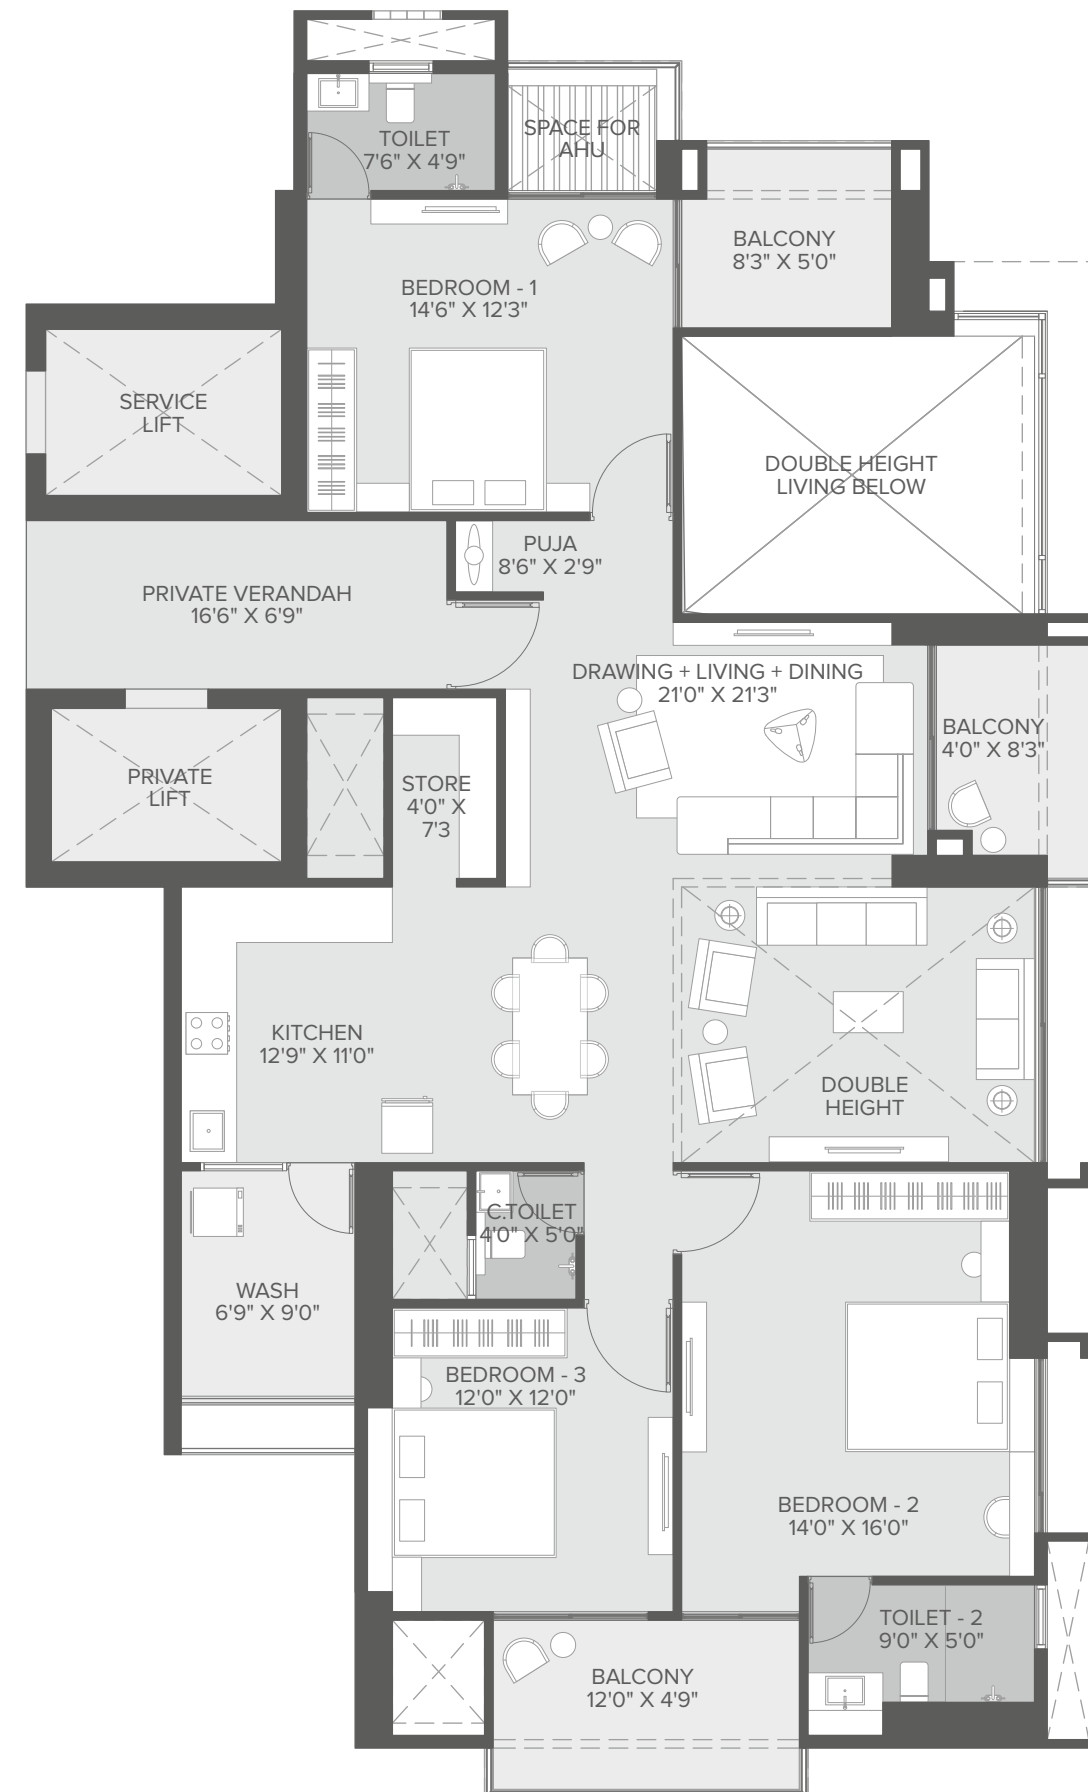 TOILET
7'6" X 4'9"
SPACE FOR
AHU
BALCONY
8'3" X 5'0"
BEDROOM - 1
14'6" X 12'3"
SERVICE
LIFT
DOUBLE HEIGHT
LIVING BELOW
PUJA
8'6" X 2'9"
PRIVATE VERANDAH
16'6" X 6'9"
DRAWING + LIVING + DINING
21'0" X 21'3"
BALCONY
4'0" X 8'3"
PRIVATE
LIFT
STORE
4'0" X
7'3
KITCHEN
12'9" X 11'0"
DOUBLE
HEIGHT
C.TOILET
4'0" X 5'0"
WASH
6'9" X 9'0"
BEDROOM - 3
12'0" X 12'0"
BEDROOM - 2
14'0" X 16'0"
TOILET - 2
9'0" X 5'0"
BALCONY
12'0" X 4'9"